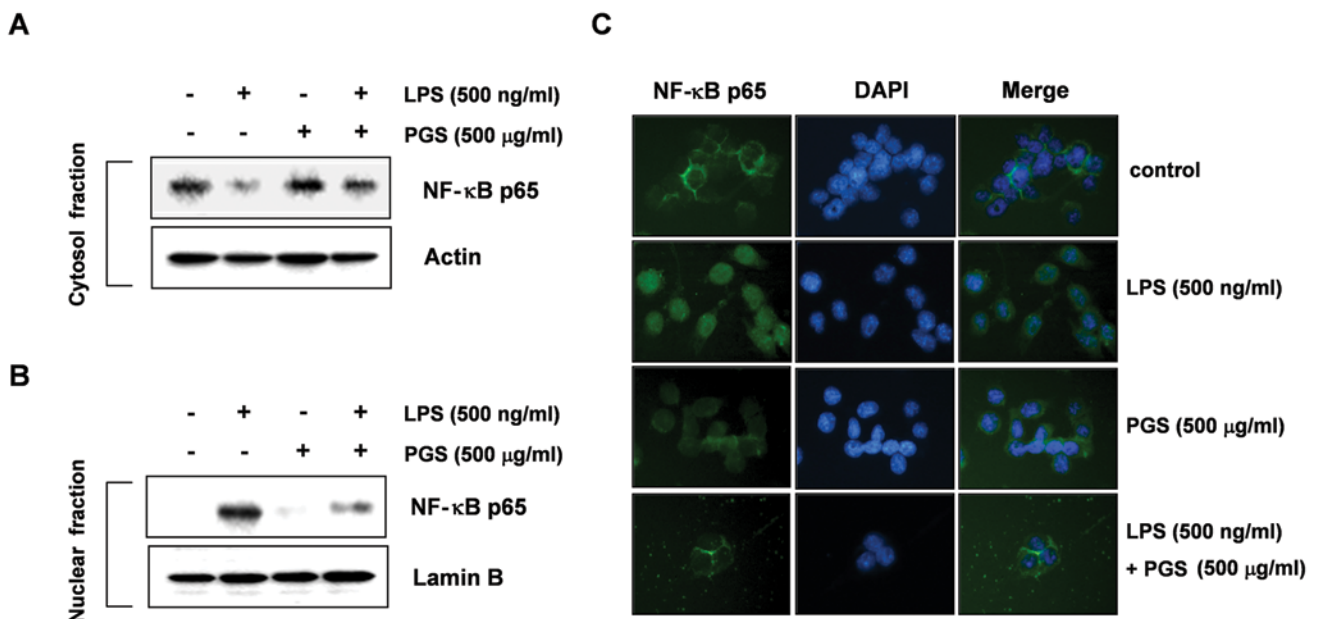 A
- + - + LPS (500 ng/ml)
- - + + PGS (500 μg/ml)
Cytosol fraction
NF-κB p65
Actin
B
- + - + LPS (500 ng/ml)
- - + + PGS (500 μg/ml)
Nuclear fraction
NF-κB p65
Lamin B
C
NF-κB p65 DAPI Merge
control
LPS (500 ng/ml)
PGS (500 μg/ml)
LPS (500 ng/ml)
+ PGS (500 μg/ml)